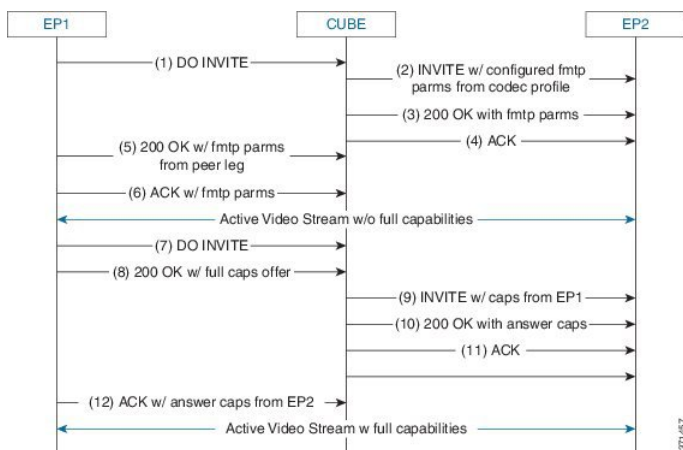 EP1
CUBE
EP2
(1) DO INVITE
(2) INVITE w/ configured fmtp
parms from codec profile
(3) 200 OK with fmtp parms
(4) ACK
(5) 200 OK w/ fmtp parms
from peer leg
(6) ACK w/ fmtp parms
Active Video Stream w/o full capabilities
(7) DO INVITE
(8) 200 OK w/ full caps offer
(9) INVITE w/ caps from EP1
(10) 200 OK with answer caps
(11) ACK
(12) ACK w/ answer caps from EP2
Active Video Stream w full capabilities